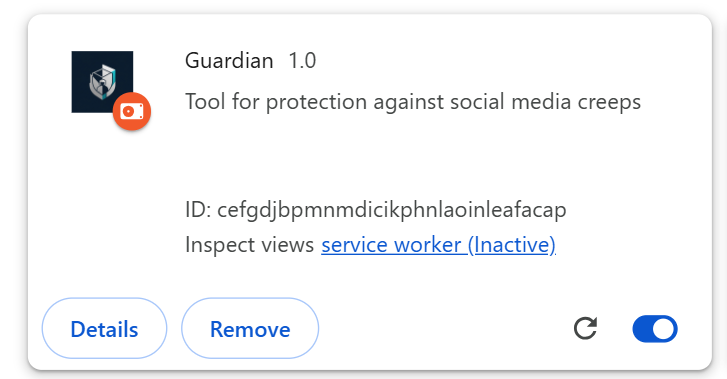 Guardian 1.0
Tool for protection against social media creeps
ID: cefgdjbpmnmdicikphnlaoinleafacap
Inspect views service worker (Inactive)
Details Remove